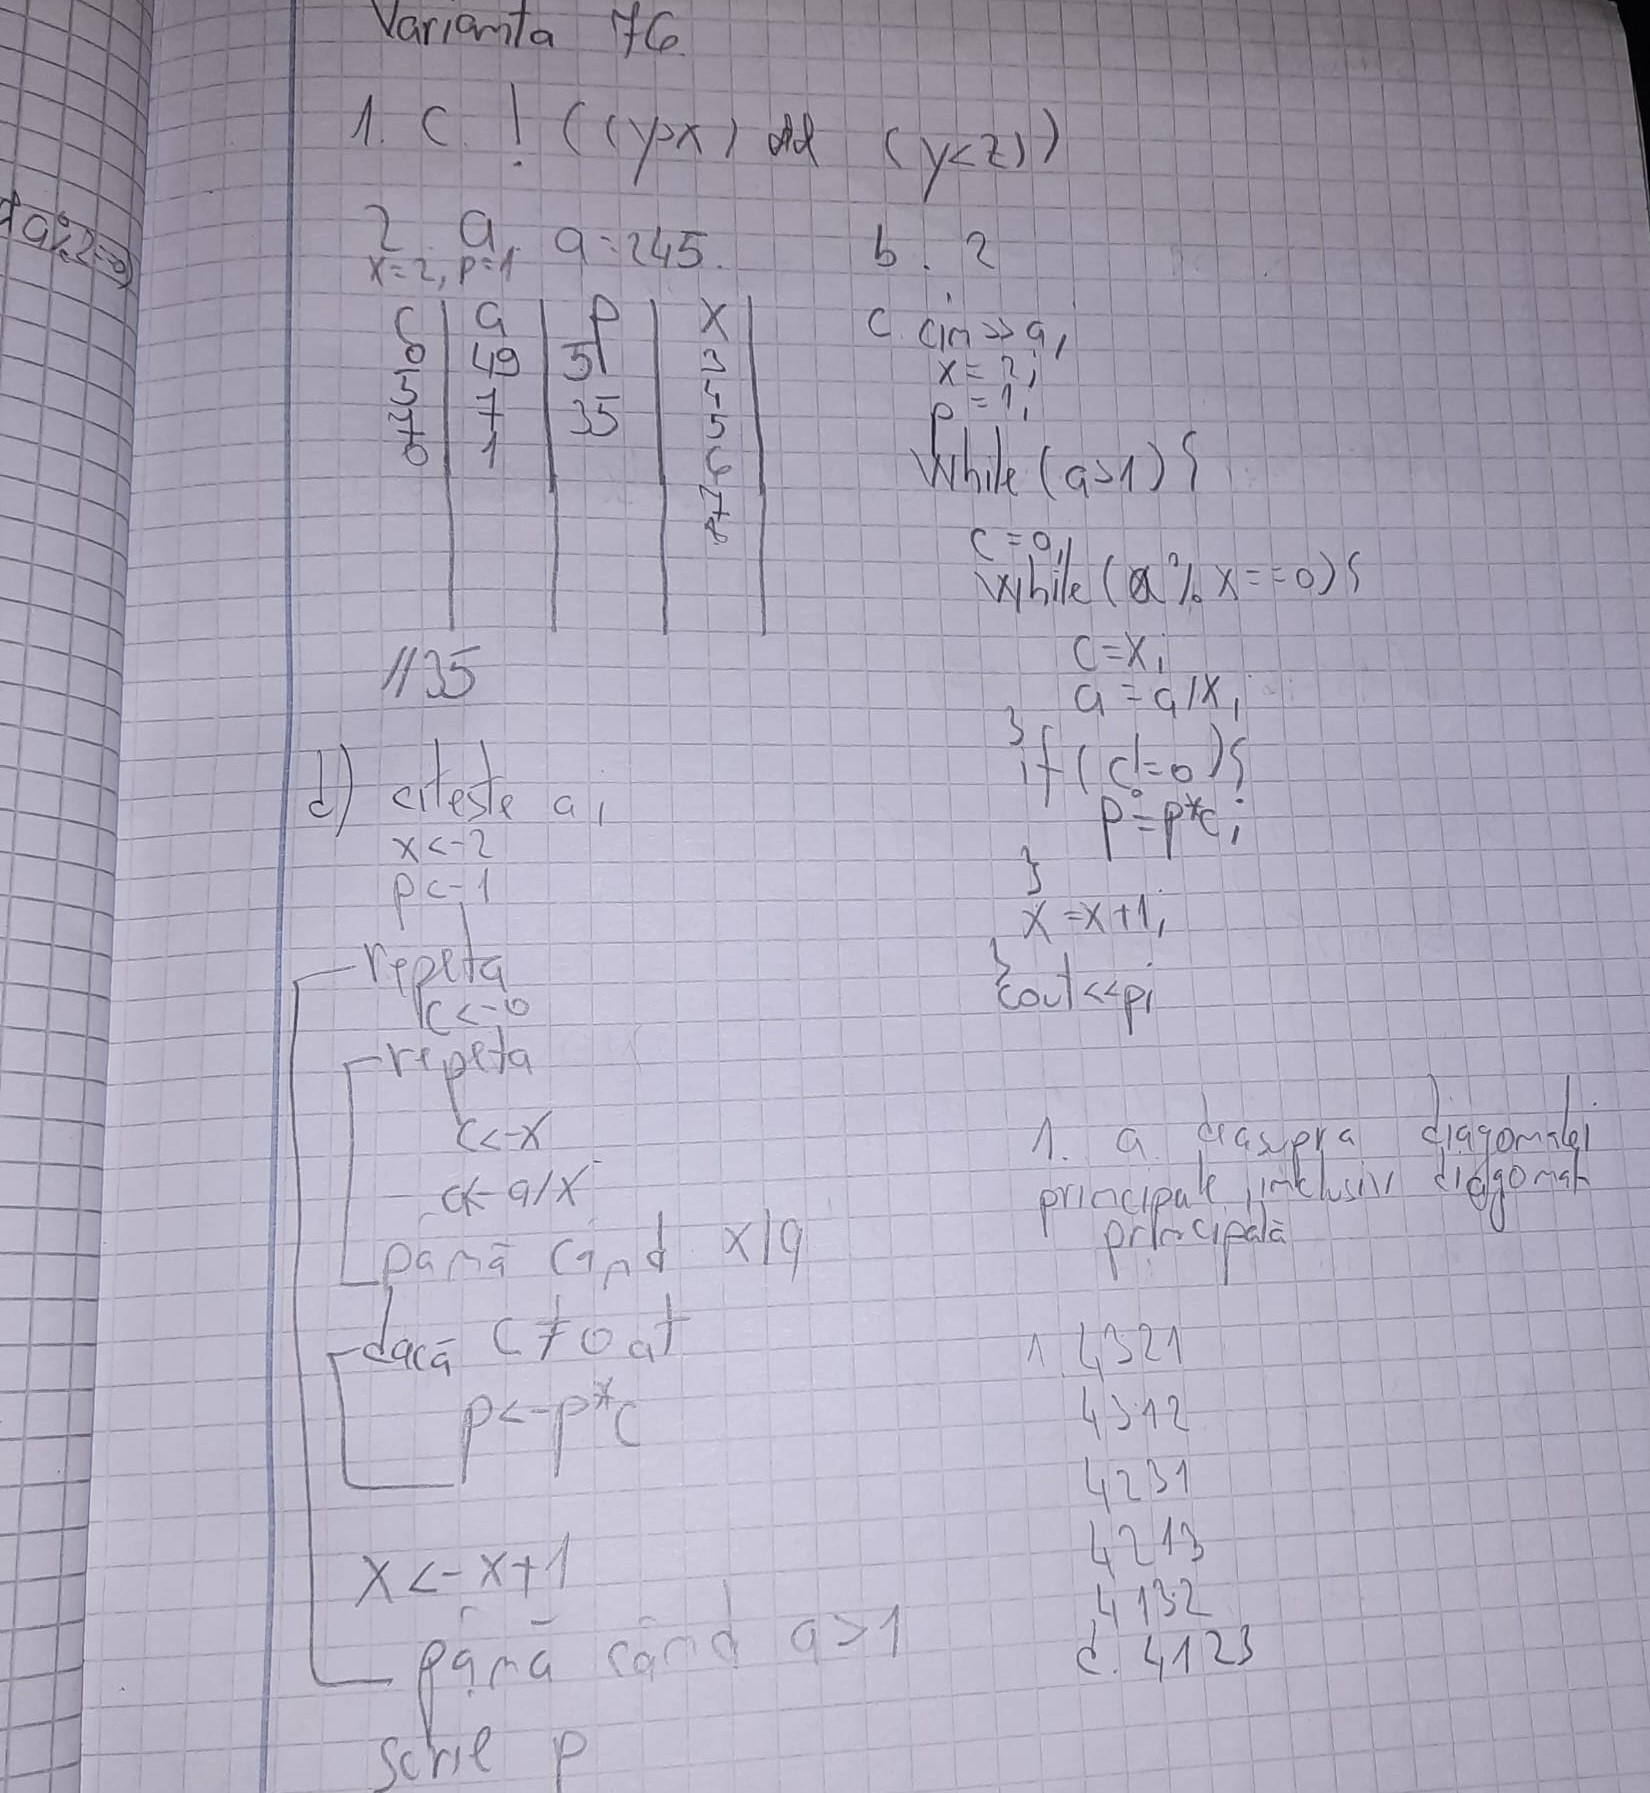 Varianta 76
1. C. ! ((y>x) && (y<z))
2. a. a=245.
x=2, p=1
C a p X
0 49 5 3
5 7 35 4
7 1 5
0 6
7
8
//35
b. 2
c. cin>>a;
x=2;
p=1;
While(a>1){
c=0;
While(a%x==0){
c=x;
a=a/x;
}
if(c!=0){
p=p*c;
}
x=x+1;
}
cout<<p;
d) citeste a;
x<-2
p<-1
repeta
c<-0
repeta
c<-x
a<-a/x
pană când x|a
dacă c≠0 at
p<-p*c
x<-x+1
pană când a>1
scrie p
1. a. deasupra diagonalei
principale, inclusiv diagonala
principală
1 4321
4312
4231
4213
4132
d. 4123
a%2==0)